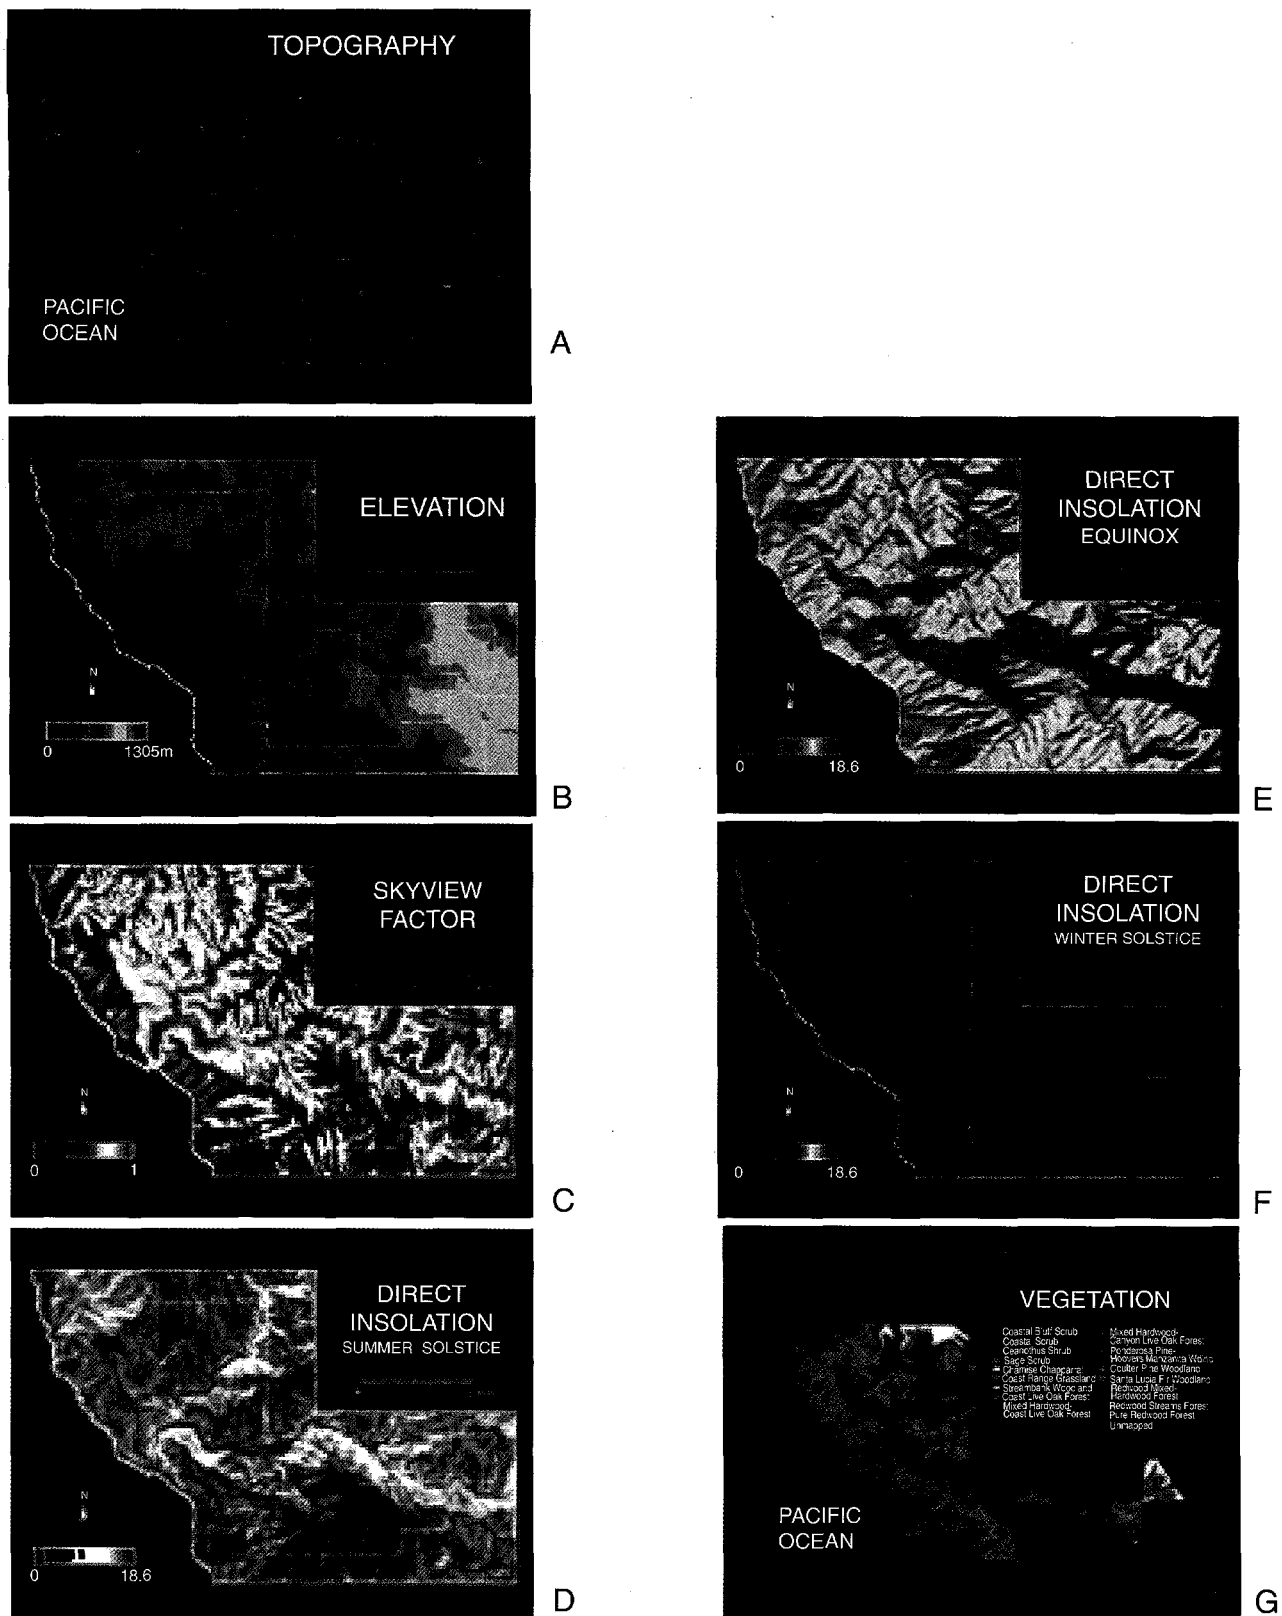 TOPOGRAPHY
PACIFIC
OCEAN
A
ELEVATION
N
0 1305m
B
SKYVIEW
FACTOR
N
0 1
C
DIRECT
INSOLATION
SUMMER SOLSTICE
N
0 18.6
D
DIRECT
INSOLATION
EQUINOX
N
0 18.6
E
DIRECT
INSOLATION
WINTER SOLSTICE
N
0 18.6
F
VEGETATION
Coastal Bluff Scrub
Coastal Scrub
Ceanothus Shrub
Sage Scrub
Chamise Chapparral
Coast Range Grassland
Streambank Woodland
Coast Live Oak Forest
Mixed Hardwood-
Coast Live Oak Forest
Mixed Hardwood-
Canyon Live Oak Forest
Ponderosa Pine-
Hoovers Manzanita
Coulter Pine Woodland
Santa Lucia Fir Woodland
Redwood Mixed-
Hardwood Forest
Redwood Streams Forest
Pure Redwood Forest
Unmapped
PACIFIC
OCEAN
G